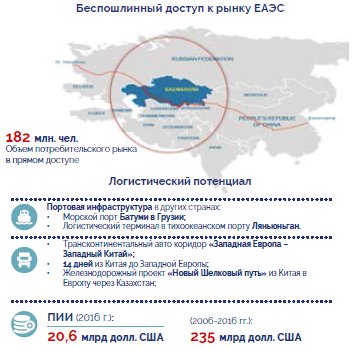 Беспошлинный доступ к рынку ЕАЭС
RUSSIAN FEDERATION
KAZAKHSTAN
MONGOLIA
PEOPLE'S REPUBLIC
OF CHINA
182 млн. чел.
Объем потребительского рынка
в прямом доступе
Логистический потенциал
Портовая инфраструктура в других странах:
• Морской порт Батуми в Грузии;
• Логистический терминал в тихоокеанском порту Ляньюньган.
• Трансконтинентальный авто коридор «Западная Европа –
Западный Китай»;
• 14 дней из Китая до Западной Европы;
• Железнодорожный проект «Новый Шелковый путь» из Китая в
Европу через Казахстан;
ПИИ (2016 г.):
20,6 млрд долл. США
(2006-2016 гг.):
235 млрд долл. США